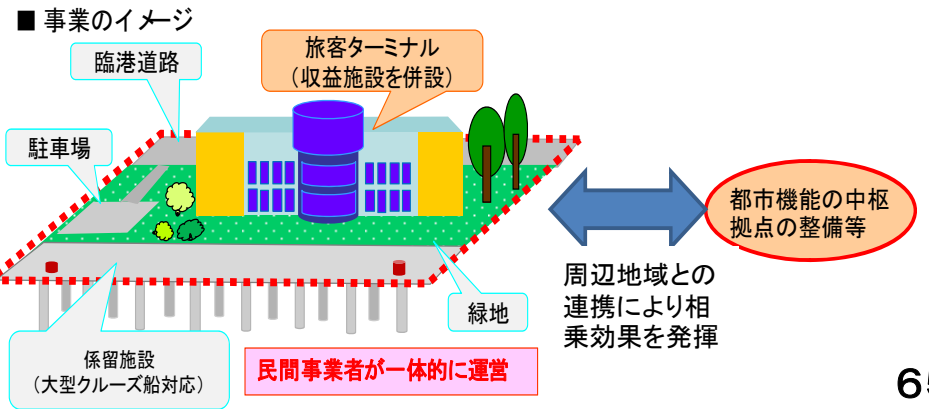 ■ 事業のイメージ
臨港道路
旅客ターミナル
（収益施設を併設）
駐車場
都市機能の中枢
拠点の整備等
周辺地域との
連携により相
乗効果を発揮
緑地
係留施設
（大型クルーズ船対応）
民間事業者が一体的に運営
65